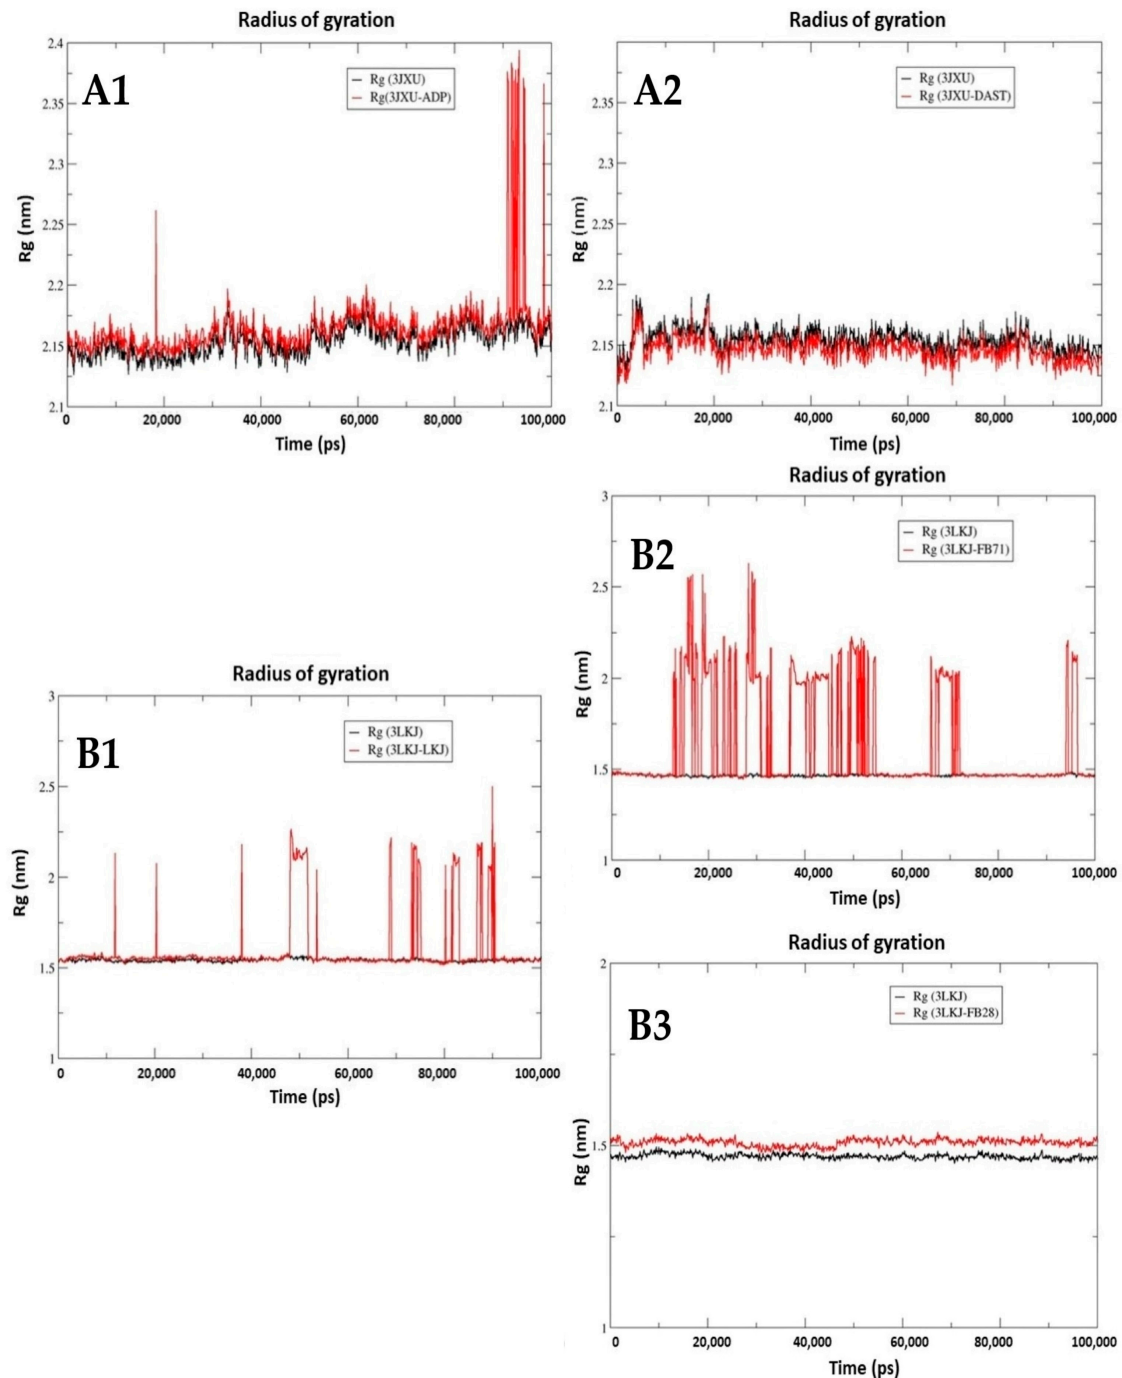 Radius of gyration
A1
Rg (3JXU)
Rg(3JXU-ADP)
2.4
2.35
2.3
2.25
2.2
2.15
2.1
Rg (nm)
0 20,000 40,000 60,000 80,000 100,000
Time (ps)
Radius of gyration
A2
Rg (3JXU)
Rg (3JXU-DAST)
2.35
2.3
2.25
2.2
2.15
2.1
Rg (nm)
0 20,000 40,000 60,000 80,000 100,000
Time (ps)
Radius of gyration
B2
Rg (3LKJ)
Rg (3LKJ-FB71)
3
2.5
2
1.5
1
Rg (nm)
0 20,000 40,000 60,000 80,000 100,000
Time (ps)
Radius of gyration
B1
Rg (3LKJ)
Rg (3LKJ-LKJ)
3
2.5
2
1.5
1
Rg (nm)
0 20,000 40,000 60,000 80,000 100,000
Time (ps)
Radius of gyration
B3
Rg (3LKJ)
Rg (3LKJ-FB28)
2
1.5
1
Rg (nm)
0 20,000 40,000 60,000 80,000 100,000
Time (ps)